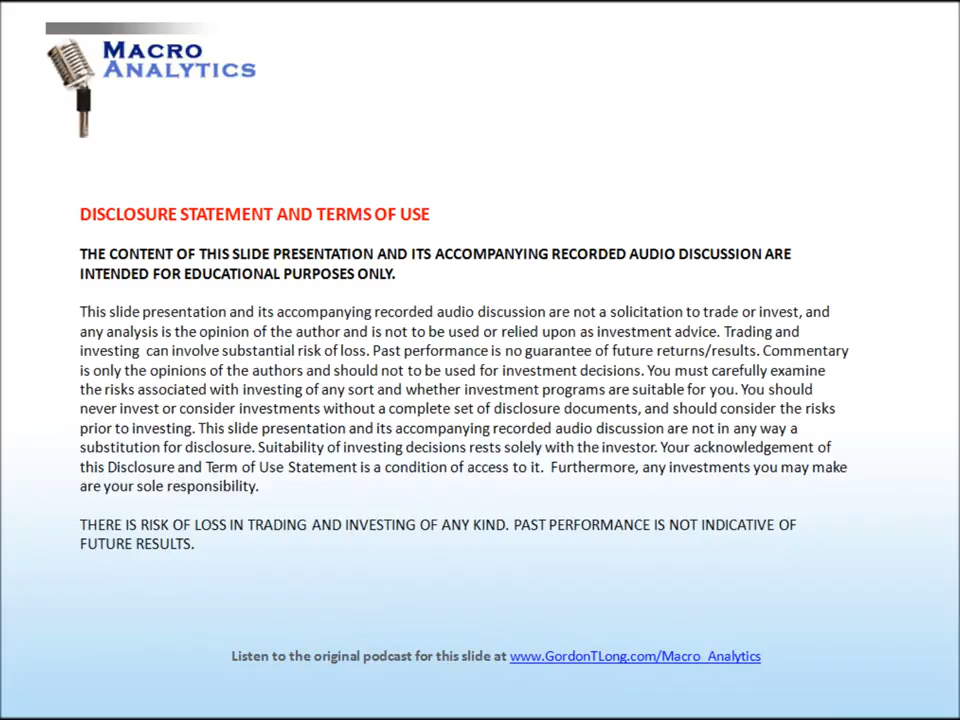 MACRO
ANALYTICS
DISCLOSURE STATEMENT AND TERMS OF USE
THE CONTENT OF THIS SLIDE PRESENTATION AND ITS ACCOMPANYING RECORDED AUDIO DISCUSSION ARE
INTENDED FOR EDUCATIONAL PURPOSES ONLY.
This slide presentation and its accompanying recorded audio discussion are not a solicitation to trade or invest, and
any analysis is the opinion of the author and is not to be used or relied upon as investment advice. Trading and
investing can involve substantial risk of loss. Past performance is no guarantee of future returns/results. Commentary
is only the opinions of the authors and should not to be used for investment decisions. You must carefully examine
the risks associated with investing of any sort and whether investment programs are suitable for you. You should
never invest or consider investments without a complete set of disclosure documents, and should consider the risks
prior to investing. This slide presentation and its accompanying recorded audio discussion are not in any way a
substitution for disclosure. Suitability of investing decisions rests solely with the investor. Your acknowledgement of
this Disclosure and Term of Use Statement is a condition of access to it. Furthermore, any investments you may make
are your sole responsibility.
THERE IS RISK OF LOSS IN TRADING AND INVESTING OF ANY KIND. PAST PERFORMANCE IS NOT INDICATIVE OF
FUTURE RESULTS.
Listen to the original podcast for this slide at www.GordonTLong.com/Macro_Analytics